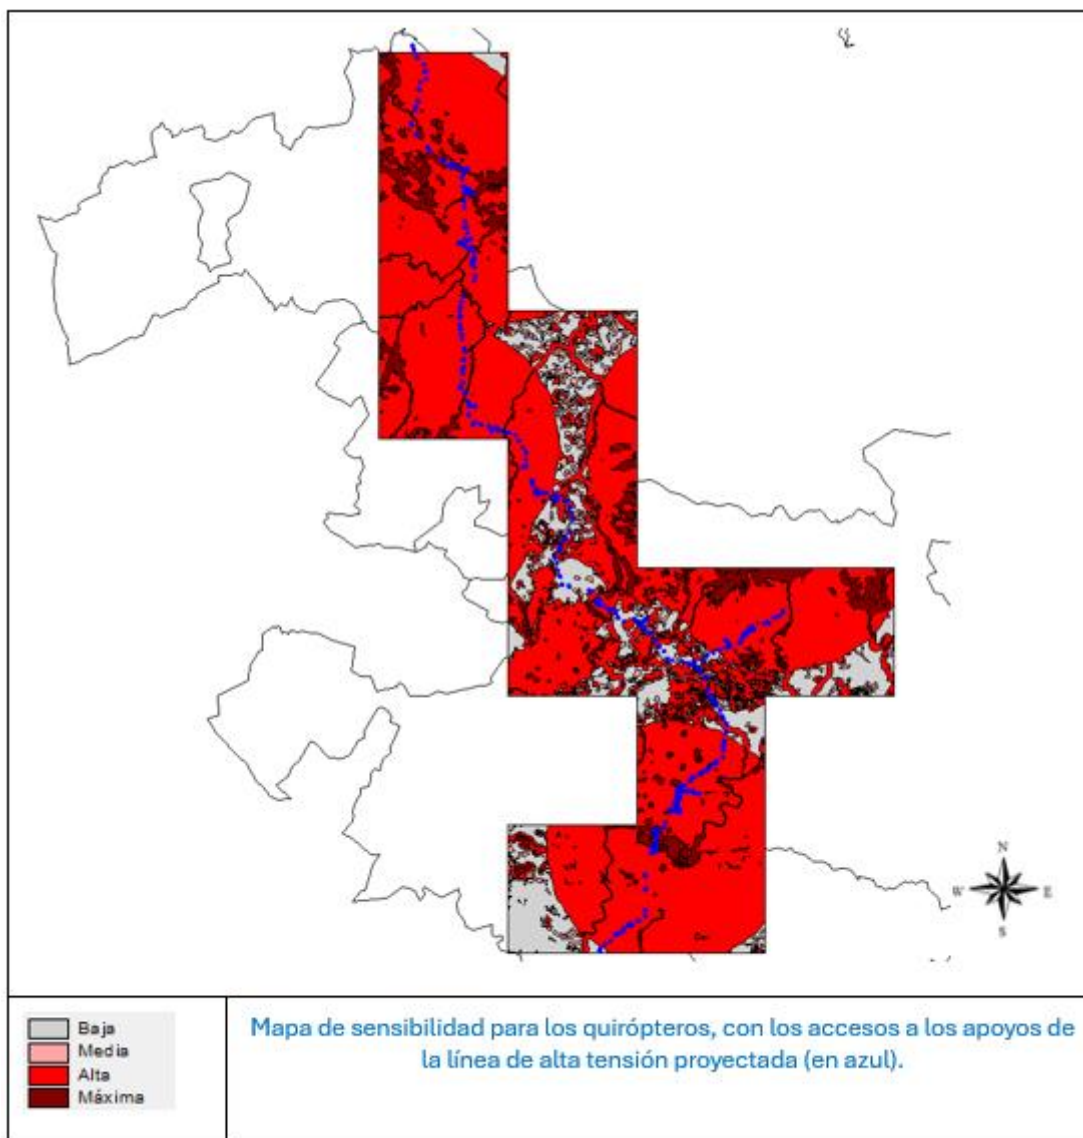 N
W E
S
Baja
Media
Alta
Máxima
Mapa de sensibilidad para los quirópteros, con los accesos a los apoyos de
la línea de alta tensión proyectada (en azul).